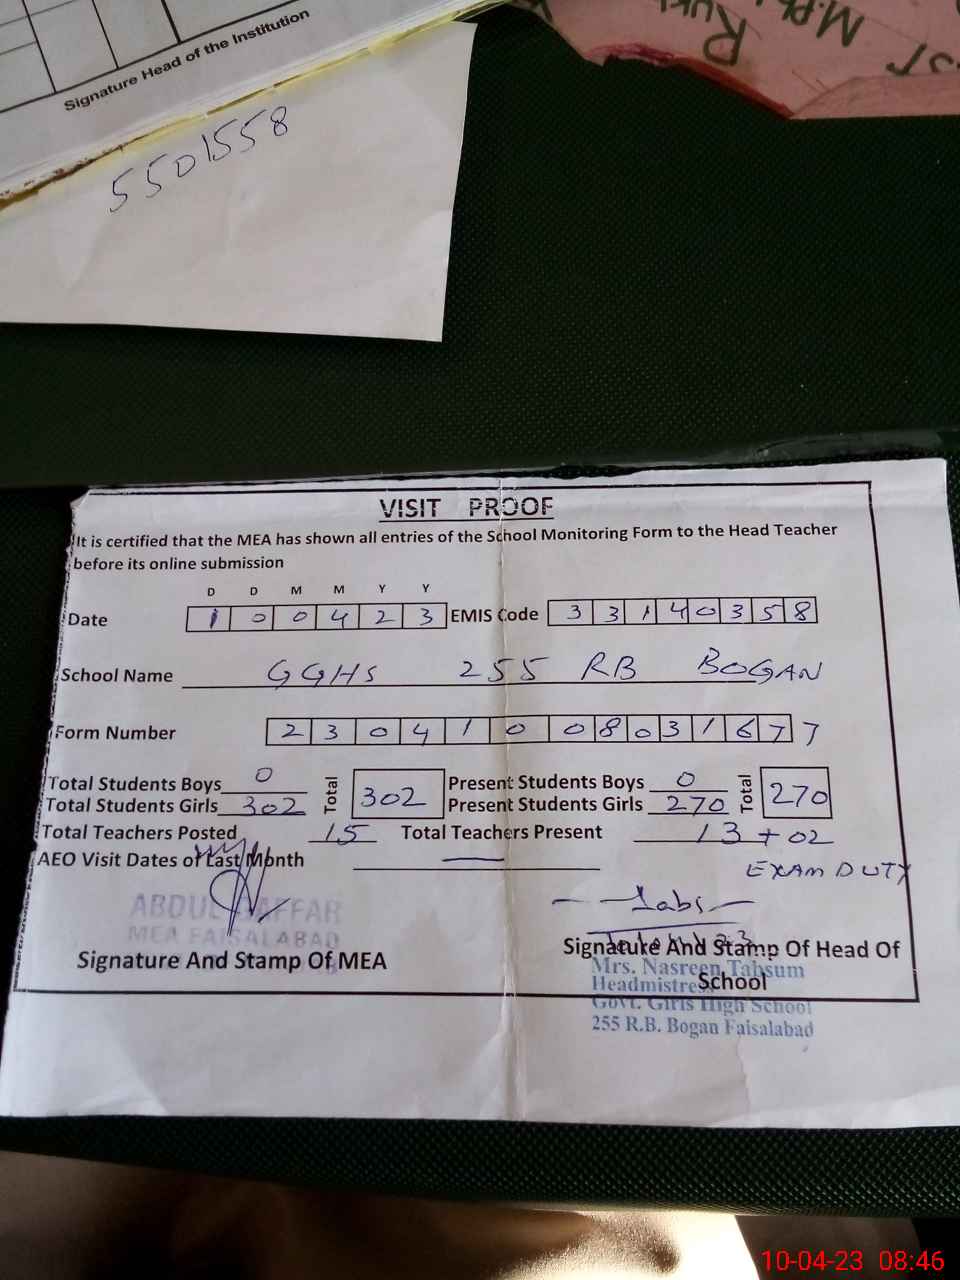 Signature Head of the Institution
5501558
VISIT PROOF
It is certified that the MEA has shown all entries of the School Monitoring Form to the Head Teacher
before its online submission
D D M M Y Y
Date 1 0 0 4 2 3 EMIS Code 3 3 1 4 0 3 5 8
School Name GGHS 255 RB BOGAN
Form Number 2 3 0 4 1 0 0 8 0 3 1 6 7 7
Total Students Boys 0 Total 302 Present Students Boys 0 Total 270
Total Students Girls 302 Present Students Girls 270
Total Teachers Posted 15 Total Teachers Present 13 + 02
AEO Visit Dates of Last Month EXAM DUTY
ABDUL GAFFAR
MEA FAISALABAD
Signature And Stamp Of MEA
Signature And Stamp Of Head Of
School
Mrs. Nasreen Tabsum
Headmistress
Govt. Girls High School
255 R.B. Bogan Faisalabad
10-04-23 08:46